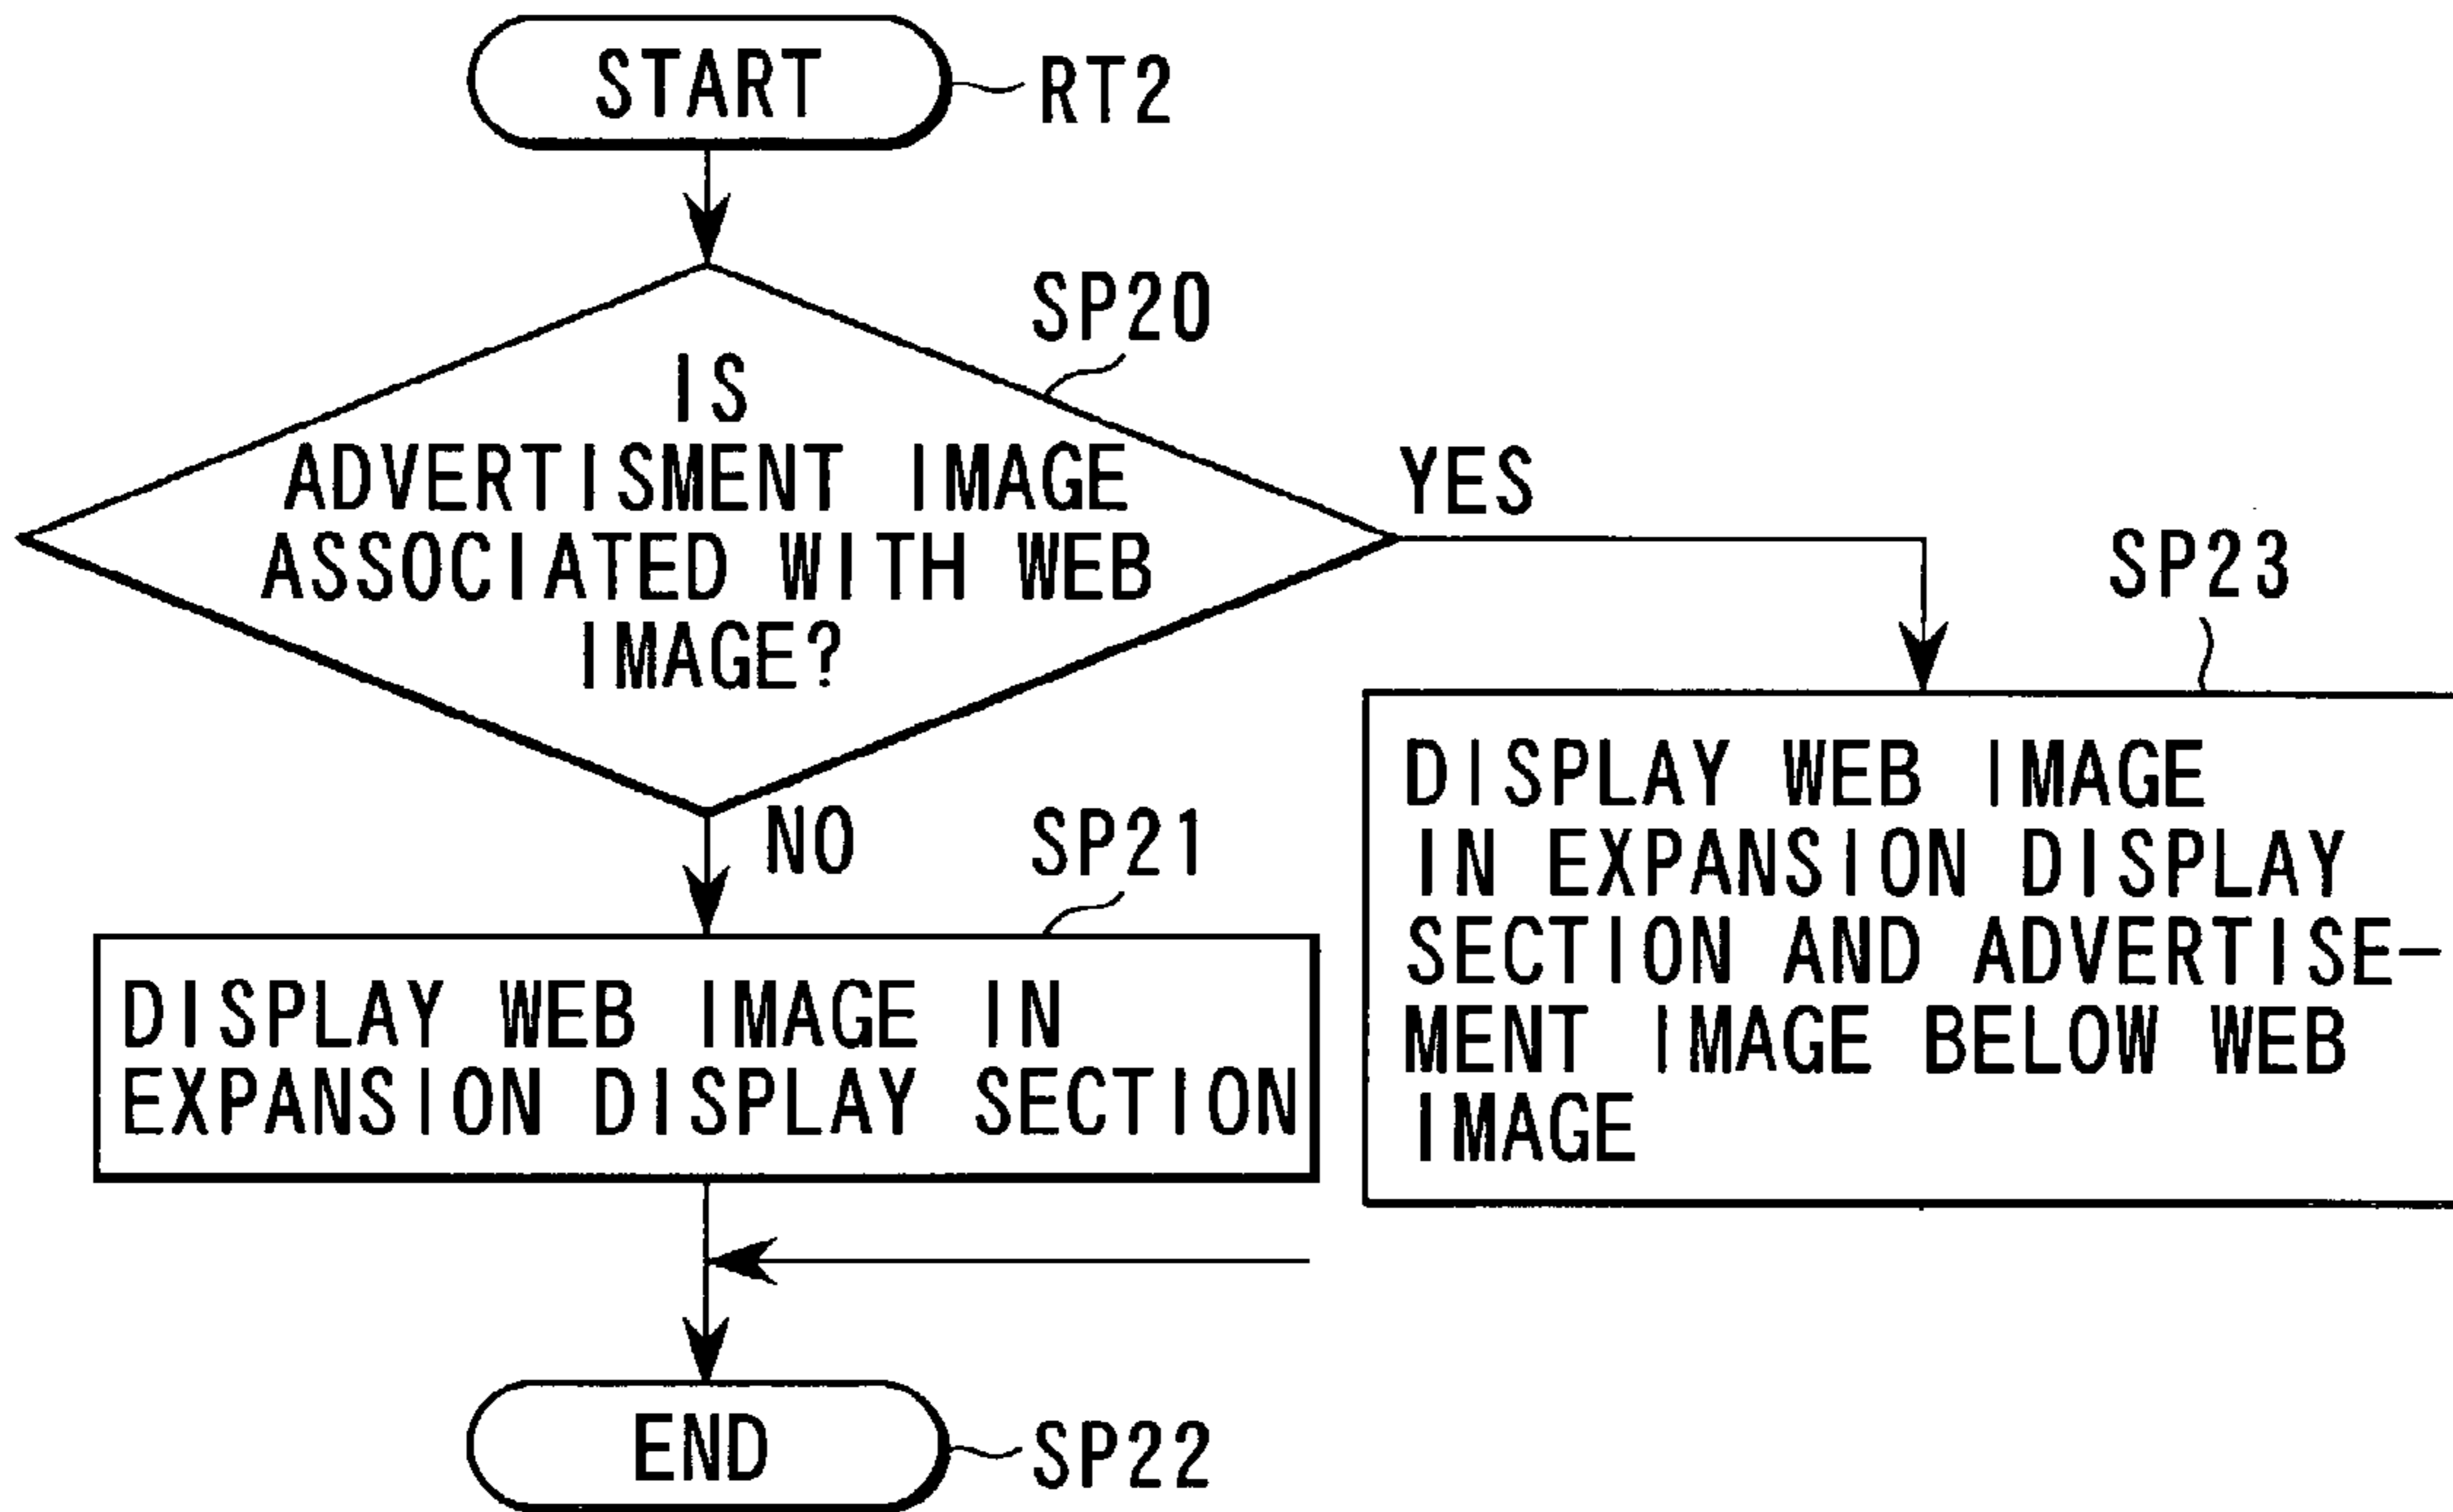 START
RT2
SP20
IS
ADVERTISMENT IMAGE
ASSOCIATED WITH WEB
IMAGE?
YES
NO
SP23
DISPLAY WEB IMAGE
IN EXPANSION DISPLAY
SECTION AND ADVERTISE-
MENT IMAGE BELOW WEB
IMAGE
SP21
DISPLAY WEB IMAGE IN
EXPANSION DISPLAY SECTION
END
SP22